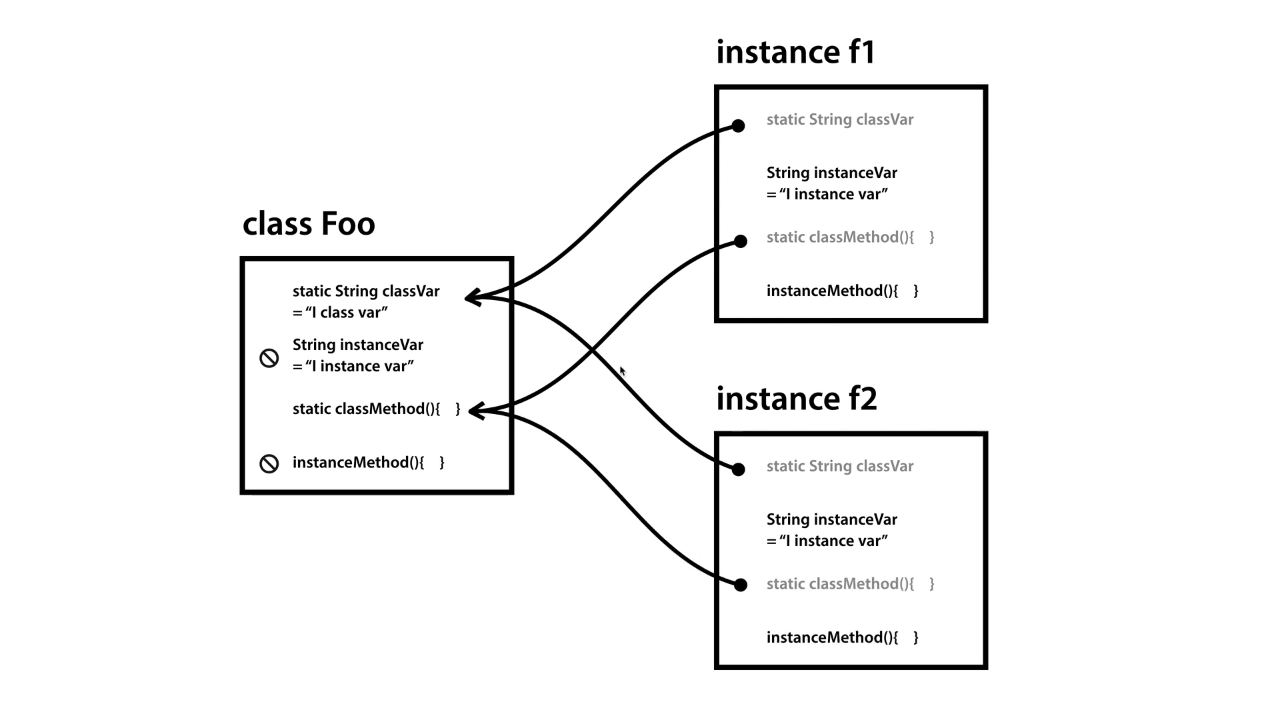 instance f1
static String classVar
String instanceVar
= “I instance var”
static classMethod(){ }
instanceMethod(){ }
class Foo
static String classVar
= “I class var”
String instanceVar
= “I instance var”
static classMethod(){ }
instanceMethod(){ }
instance f2
static String classVar
String instanceVar
= “I instance var”
static classMethod(){ }
instanceMethod(){ }